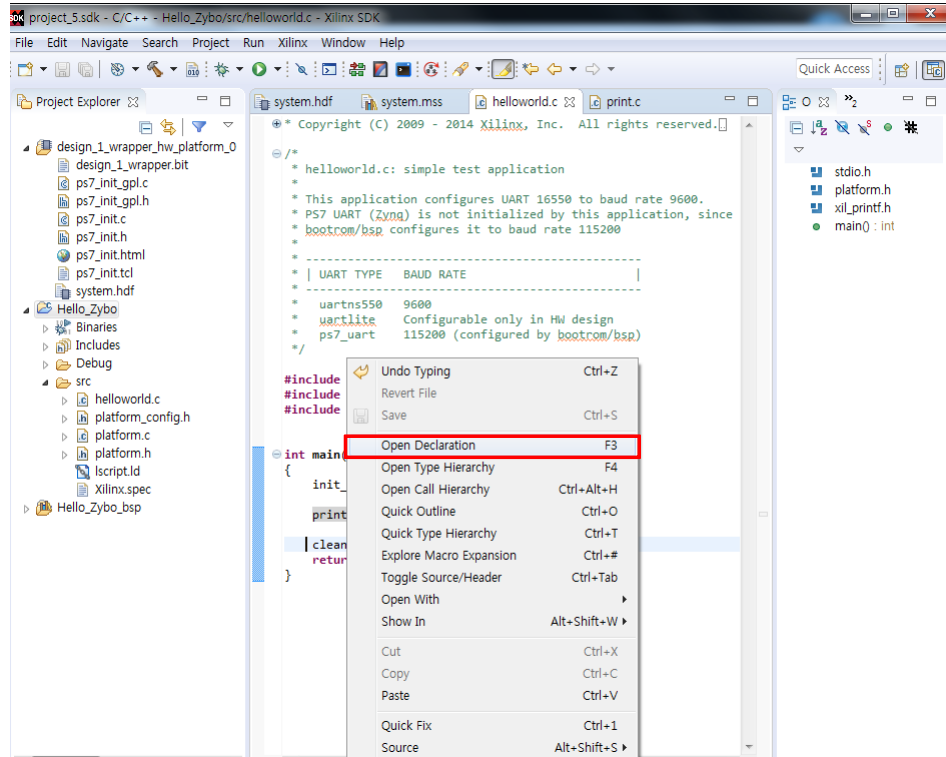 project_5.sdk - C/C++ - Hello_Zybo/src/helloworld.c - Xilinx SDK
File Edit Navigate Search Project Run Xilinx Window Help
Quick Access
Project Explorer
design_1_wrapper_hw_platform_0
design_1_wrapper.bit
ps7_init_gpl.c
ps7_init_gpl.h
ps7_init.c
ps7_init.h
ps7_init.html
ps7_init.tcl
system.hdf
Hello_Zybo
Binaries
Includes
Debug
src
helloworld.c
platform_config.h
platform.c
platform.h
lscript.ld
Xilinx.spec
Hello_Zybo_bsp
system.hdf system.mss helloworld.c print.c
* Copyright (C) 2009 - 2014 Xilinx, Inc. All rights reserved.
/*
* helloworld.c: simple test application
*
* This application configures UART 16550 to baud rate 9600.
* PS7 UART (Zynq) is not initialized by this application, since
* bootrom/bsp configures it to baud rate 115200
*
* ------------------------------------------------
* | UART TYPE BAUD RATE |
* ------------------------------------------------
* uartns550 9600
* uartlite Configurable only in HW design
* ps7_uart 115200 (configured by bootrom/bsp)
*/
#include
#include
#include
int main(
{
init_
print
clean
retur
}
Undo Typing Ctrl+Z
Revert File
Save Ctrl+S
Open Declaration F3
Open Type Hierarchy F4
Open Call Hierarchy Ctrl+Alt+H
Quick Outline Ctrl+O
Quick Type Hierarchy Ctrl+T
Explore Macro Expansion Ctrl+#
Toggle Source/Header Ctrl+Tab
Open With
Show In Alt+Shift+W
Cut Ctrl+X
Copy Ctrl+C
Paste Ctrl+V
Quick Fix Ctrl+1
Source Alt+Shift+S
O »2
stdio.h
platform.h
xil_printf.h
main() : int